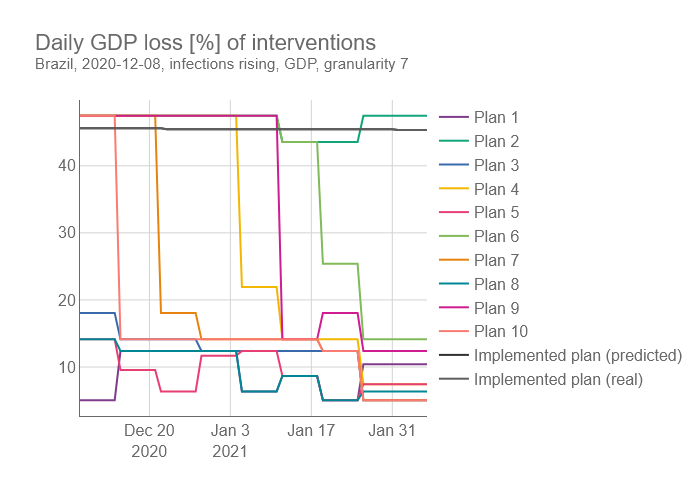 Daily GDP loss [%] of interventions
Brazil, 2020-12-08, infections rising, GDP, granularity 7
40
30
20
10
Dec 20
2020
Jan 3
2021
Jan 17
Jan 31
Plan 1
Plan 2
Plan 3
Plan 4
Plan 5
Plan 6
Plan 7
Plan 8
Plan 9
Plan 10
Implemented plan (predicted)
Implemented plan (real)